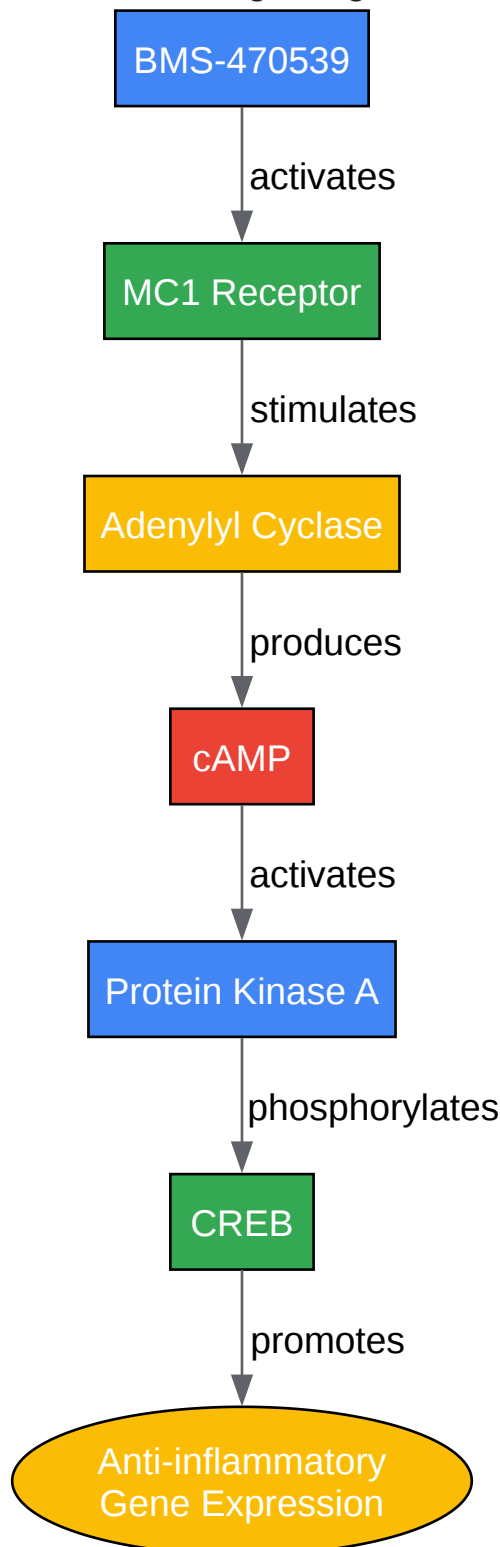 BMS-470539
activates
MC1 Receptor
stimulates
Adenylyl Cyclase
produces
cAMP
activates
Protein Kinase A
phosphorylates
CREB
promotes
Anti-inflammatory
Gene Expression